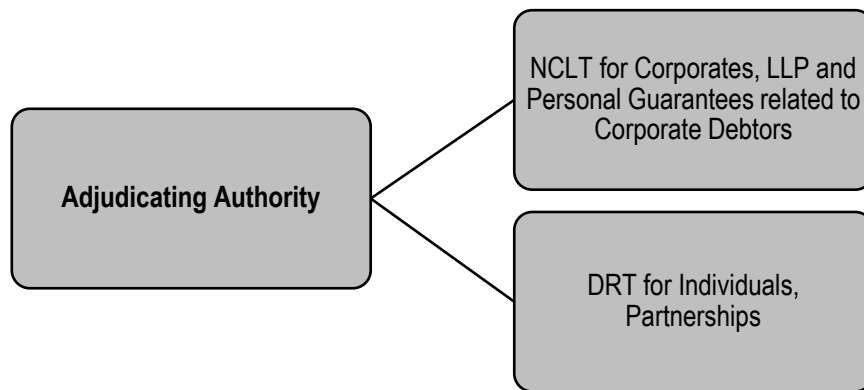 Adjudicating Authority
NCLT for Corporates, LLP and
Personal Guarantees related to
Corporate Debtors
DRT for Individuals,
Partnerships